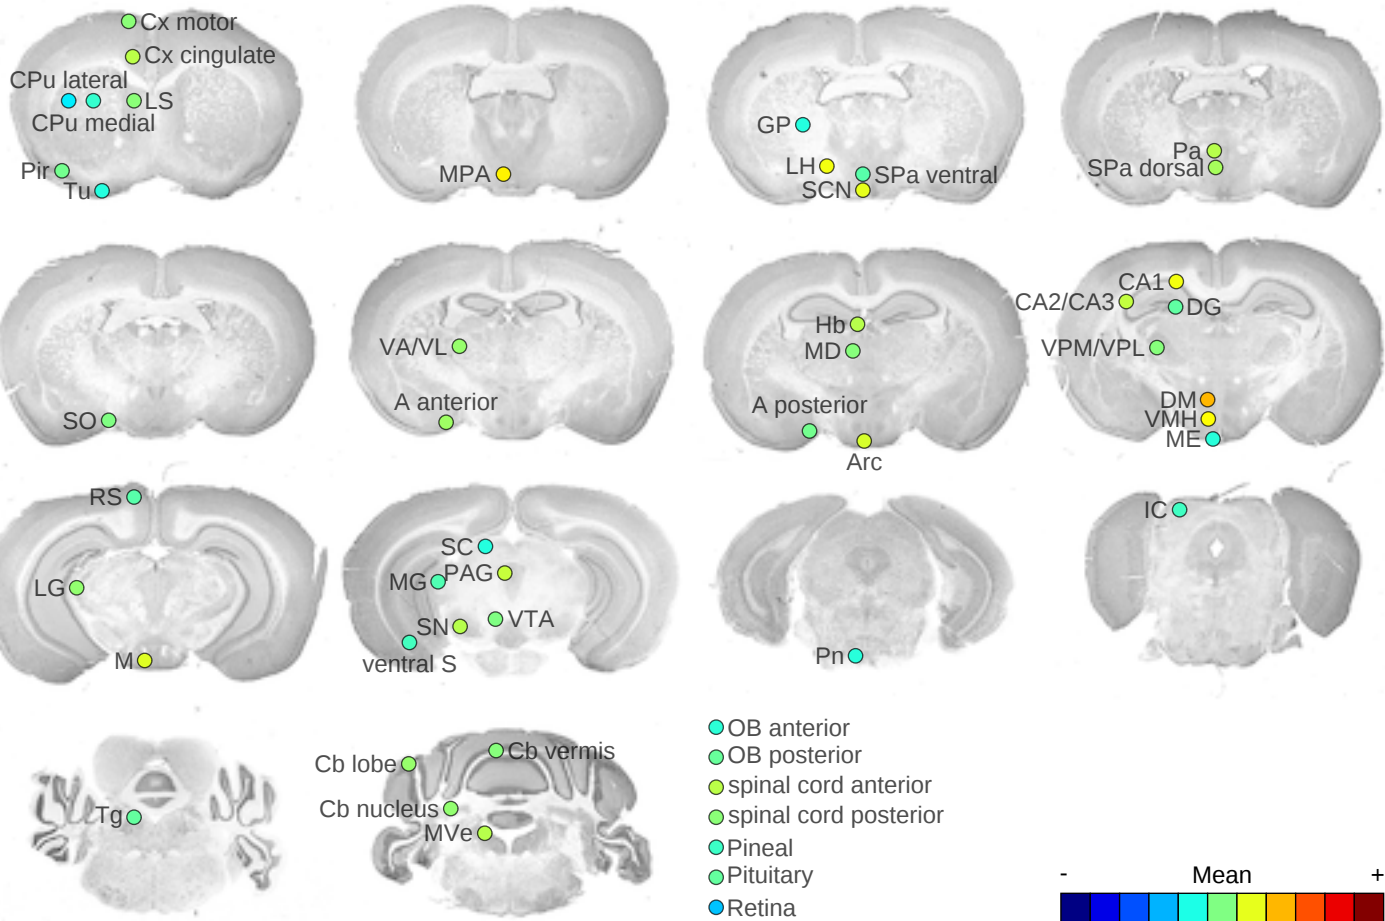 Cx motor
Cx cingulate
CPu lateral
LS
CPu medial
Pir
Tu
MPA
GP
LH
SPa ventral
SCN
Pa
SPa dorsal
SO
VA/VL
A anterior
Hb
MD
A posterior
Arc
CA1
CA2/CA3
DG
VPM/VPL
DM
VMH
ME
RS
LG
M
SC
MG
PAG
SN
VTA
ventral S
Pn
IC
Tg
Cb lobe
Cb vermis
Cb nucleus
MVe
OB anterior
OB posterior
spinal cord anterior
spinal cord posterior
Pineal
Pituitary
Retina
- Mean +